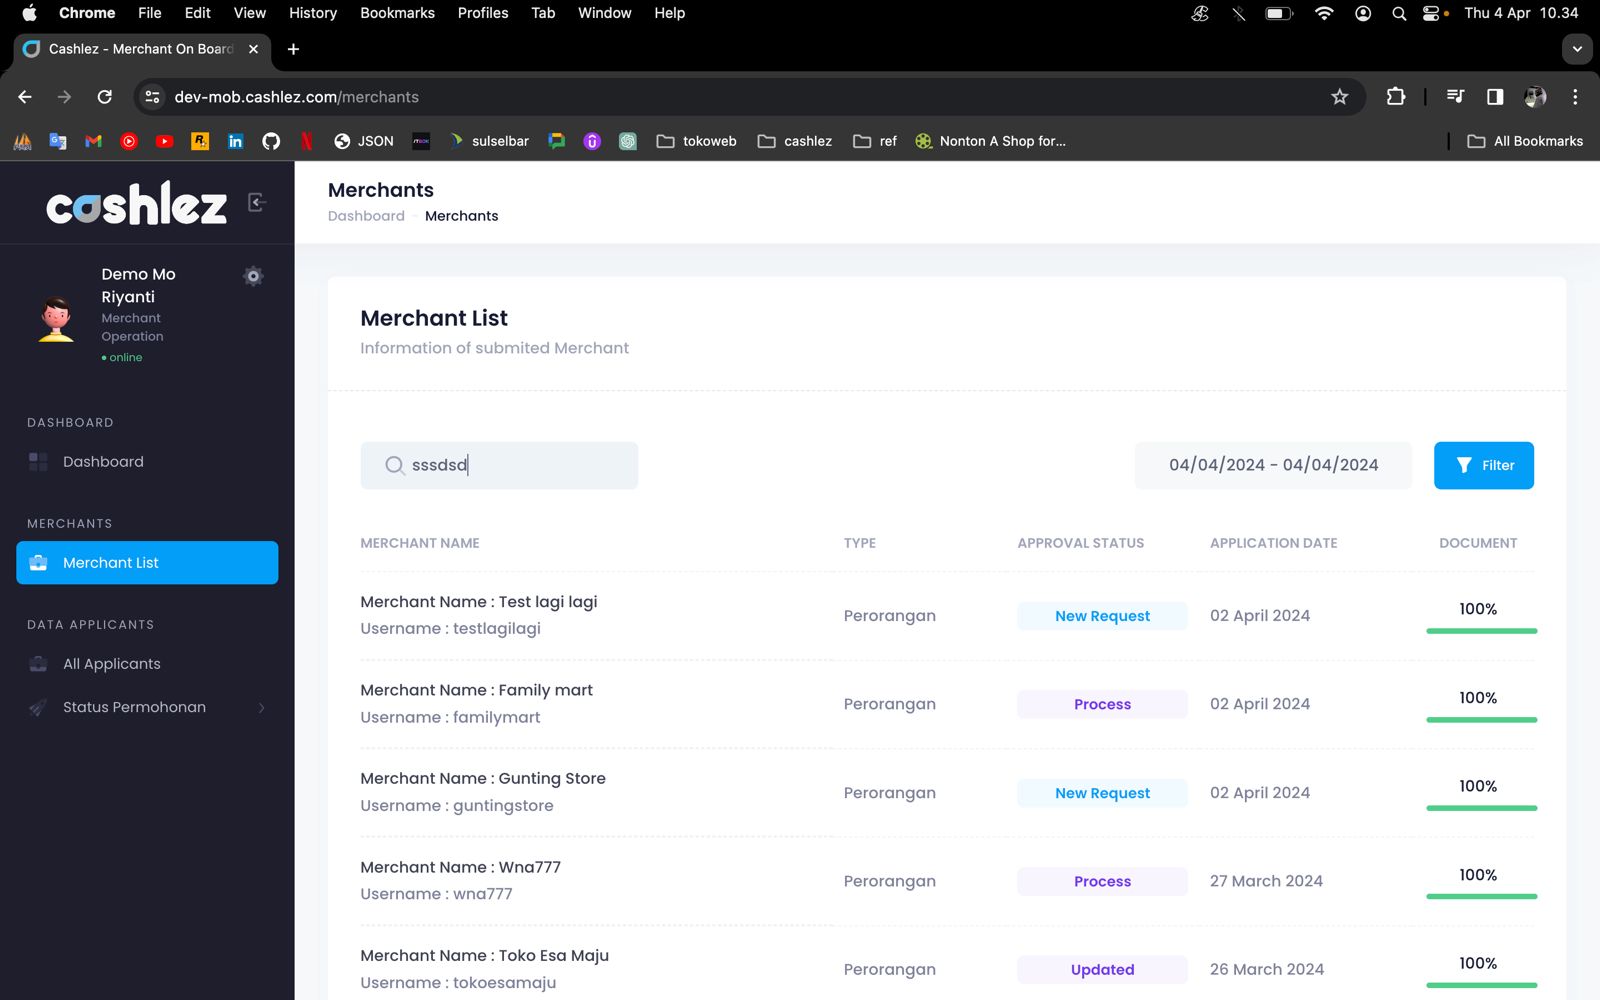 Chrome File Edit View History Bookmarks Profiles Tab Window Help Thu 4 Apr 10.34
Cashlez - Merchant On Board
dev-mob.cashlez.com/merchants
JSON sulselbar tokoweb cashlez ref Nonton A Shop for... All Bookmarks
cashlez
Merchants
Dashboard Merchants
Demo Mo
Riyanti
Merchant
Operation
online
DASHBOARD
Dashboard
MERCHANTS
Merchant List
DATA APPLICANTS
All Applicants
Status Permohonan
Merchant List
Information of submited Merchant
sssdsd 04/04/2024 - 04/04/2024 Filter
MERCHANT NAME TYPE APPROVAL STATUS APPLICATION DATE DOCUMENT
Merchant Name : Test lagi lagi
Username : testlagilagi
Perorangan New Request 02 April 2024 100%
Merchant Name : Family mart
Username : familymart
Perorangan Process 02 April 2024 100%
Merchant Name : Gunting Store
Username : guntingstore
Perorangan New Request 02 April 2024 100%
Merchant Name : Wna777
Username : wna777
Perorangan Process 27 March 2024 100%
Merchant Name : Toko Esa Maju
Username : tokoesamaju
Perorangan Updated 26 March 2024 100%